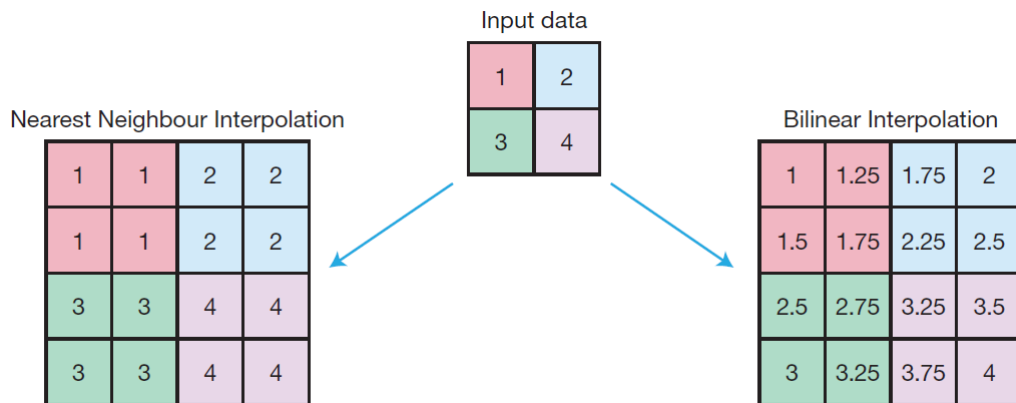 Input data
1 2
3 4
Nearest Neighbour Interpolation
1 1 2 2
1 1 2 2
3 3 4 4
3 3 4 4
Bilinear Interpolation
1 1.25 1.75 2
1.5 1.75 2.25 2.5
2.5 2.75 3.25 3.5
3 3.25 3.75 4